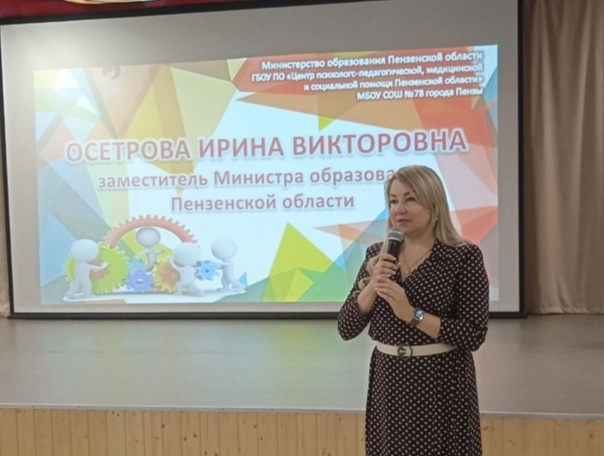 Министерство образования Пензенской области
ГБОУ ПО «Центр психолого-педагогической, медицинской
и социальной помощи Пензенской области»
МБОУ СОШ №78 города Пензы
ОСЕТРОВА ИРИНА ВИКТОРОВНА
заместитель Министра образова
Пензенской области